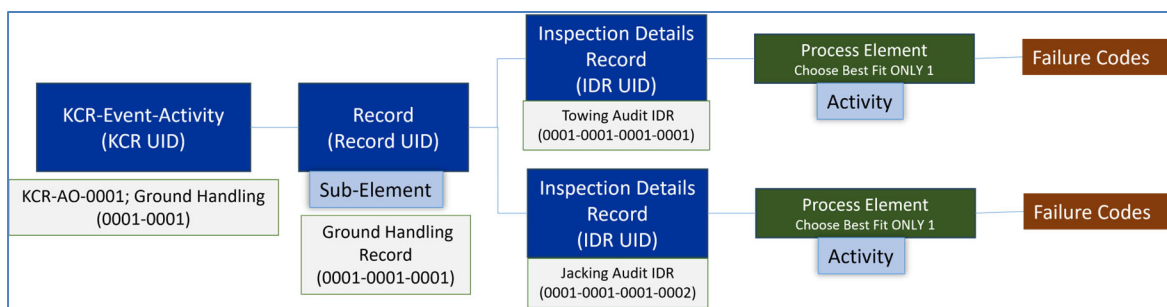 KCR-Event-Activity
(KCR UID)
KCR-AO-0001; Ground Handling
(0001-0001)
Record
(Record UID)
Sub-Element
Ground Handling
Record
(0001-0001-0001)
Inspection Details
Record
(IDR UID)
Towing Audit IDR
(0001-0001-0001-0001)
Process Element
Choose Best Fit ONLY 1
Activity
Failure Codes
Inspection Details
Record
(IDR UID)
Jacking Audit IDR
(0001-0001-0001-0002)
Process Element
Choose Best Fit ONLY 1
Activity
Failure Codes